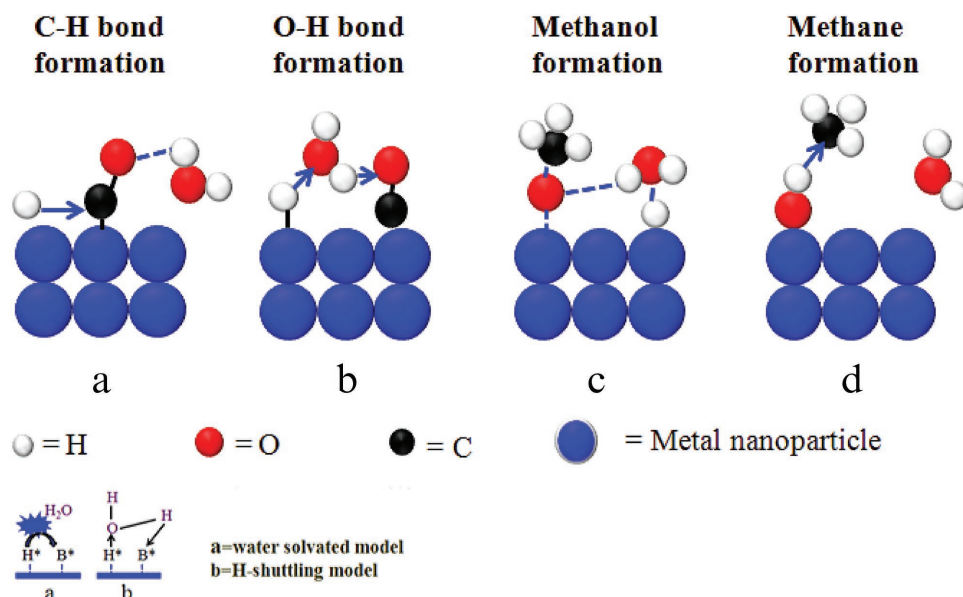 C-H bond
formation
O-H bond
formation
Methanol
formation
Methane
formation
a
b
c
d
= H
= O
= C
= Metal nanoparticle
H₂O
H* B*
a
H
O H
H* B*
b
a=water solvated model
b=H-shuttling model